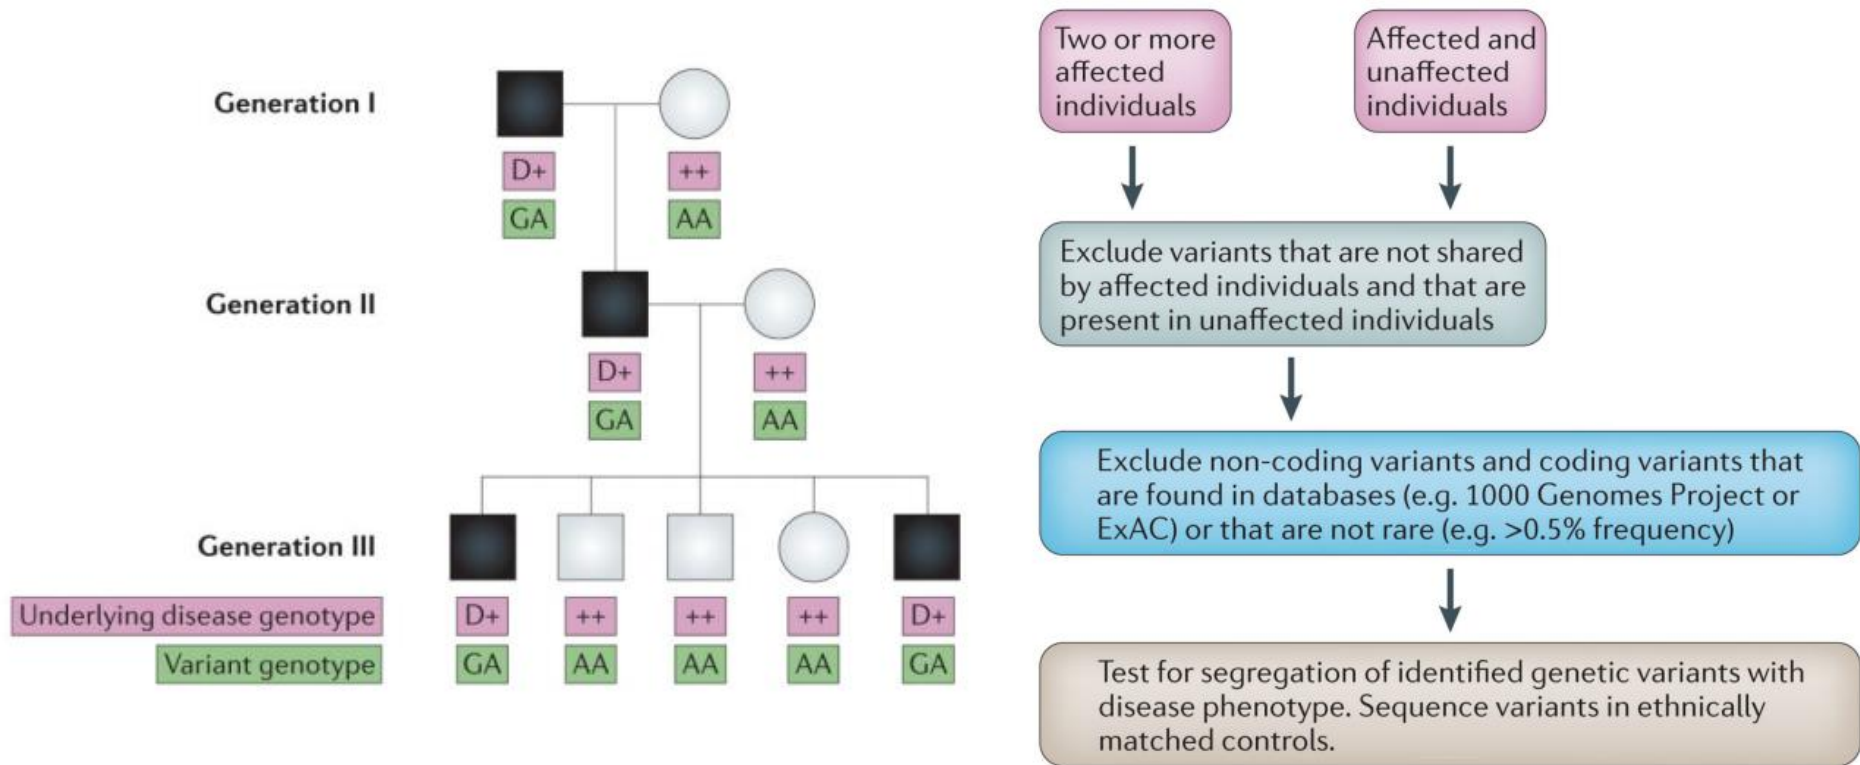 Generation I
D+ ++
GA AA
Generation II
D+ ++
GA AA
Generation III
Underlying disease genotype D+ ++ ++ ++ D+
Variant genotype GA AA AA AA GA
Two or more
affected
individuals
Affected and
unaffected
individuals
Exclude variants that are not shared
by affected individuals and that are
present in unaffected individuals
Exclude non-coding variants and coding variants that
are found in databases (e.g. 1000 Genomes Project or
ExAC) or that are not rare (e.g. >0.5% frequency)
Test for segregation of identified genetic variants with
disease phenotype. Sequence variants in ethnically
matched controls.